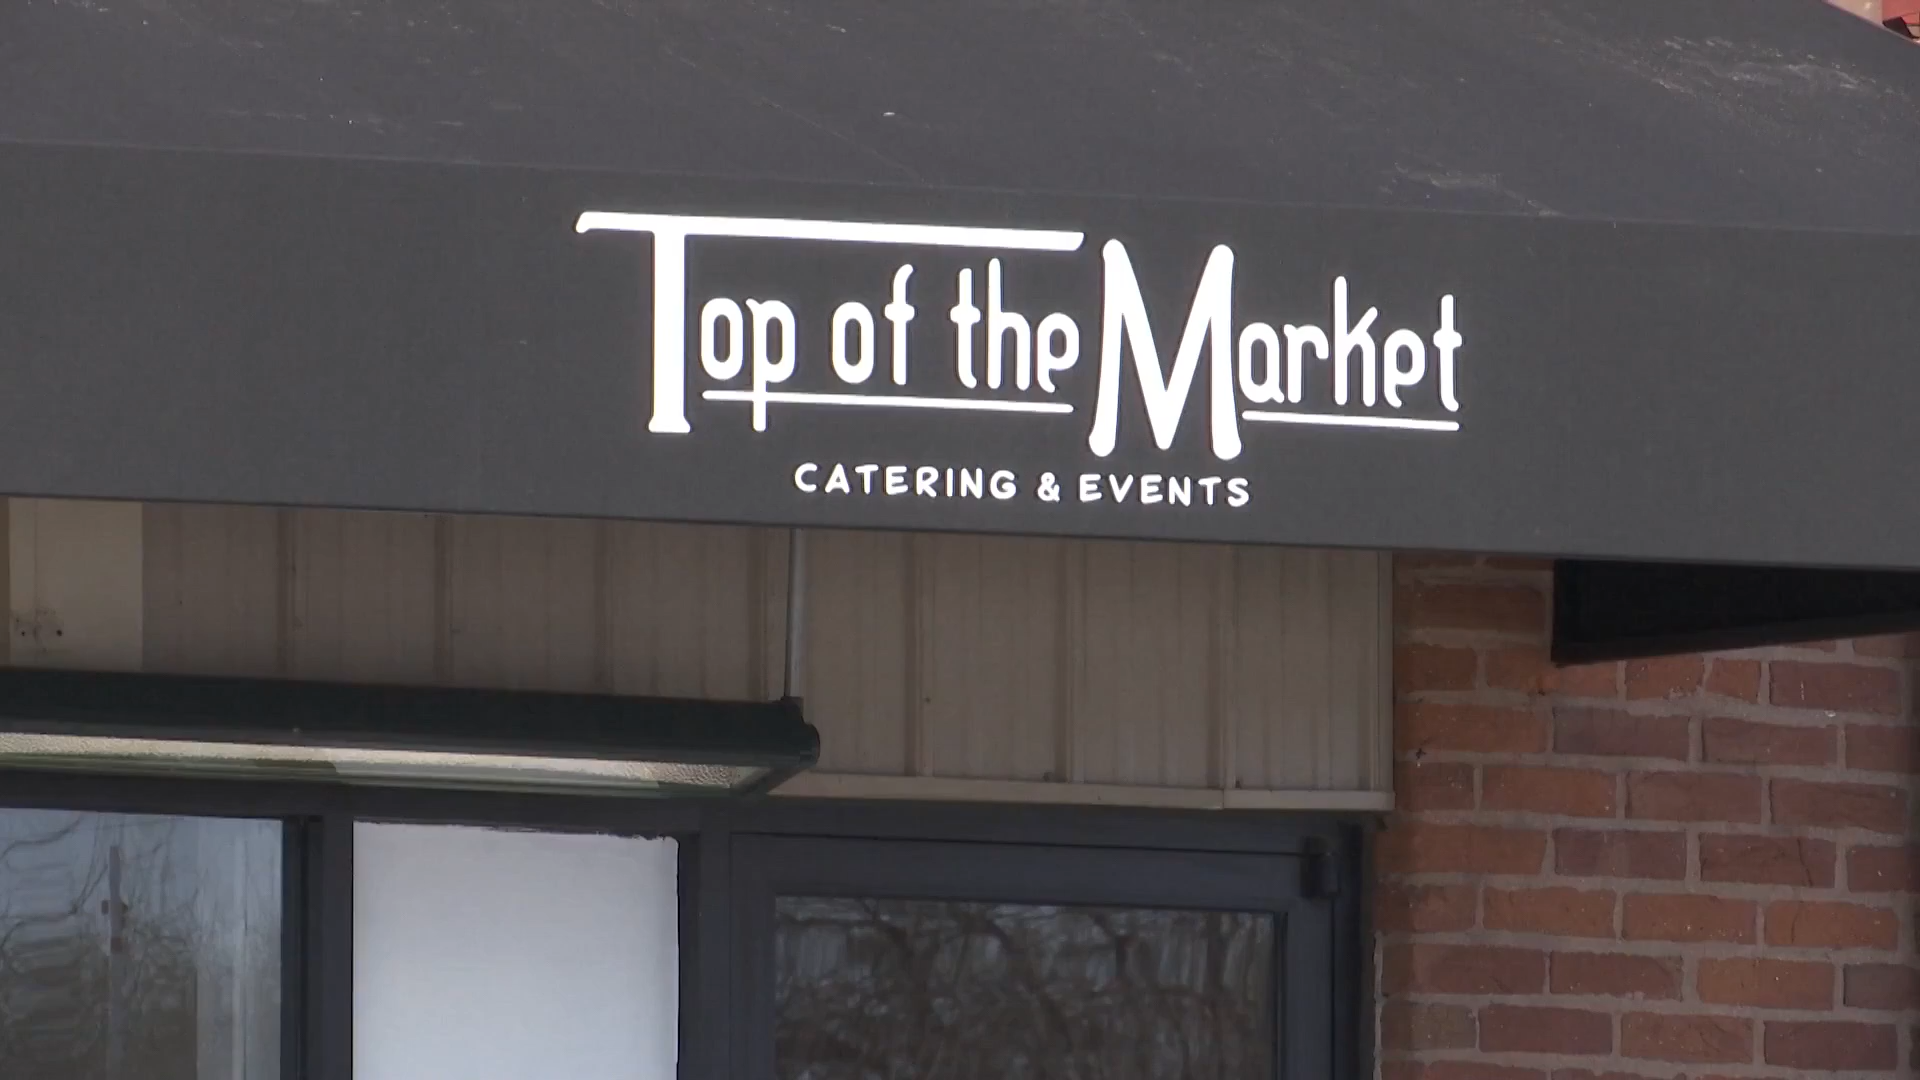 Top of the Market
CATERING & EVENTS